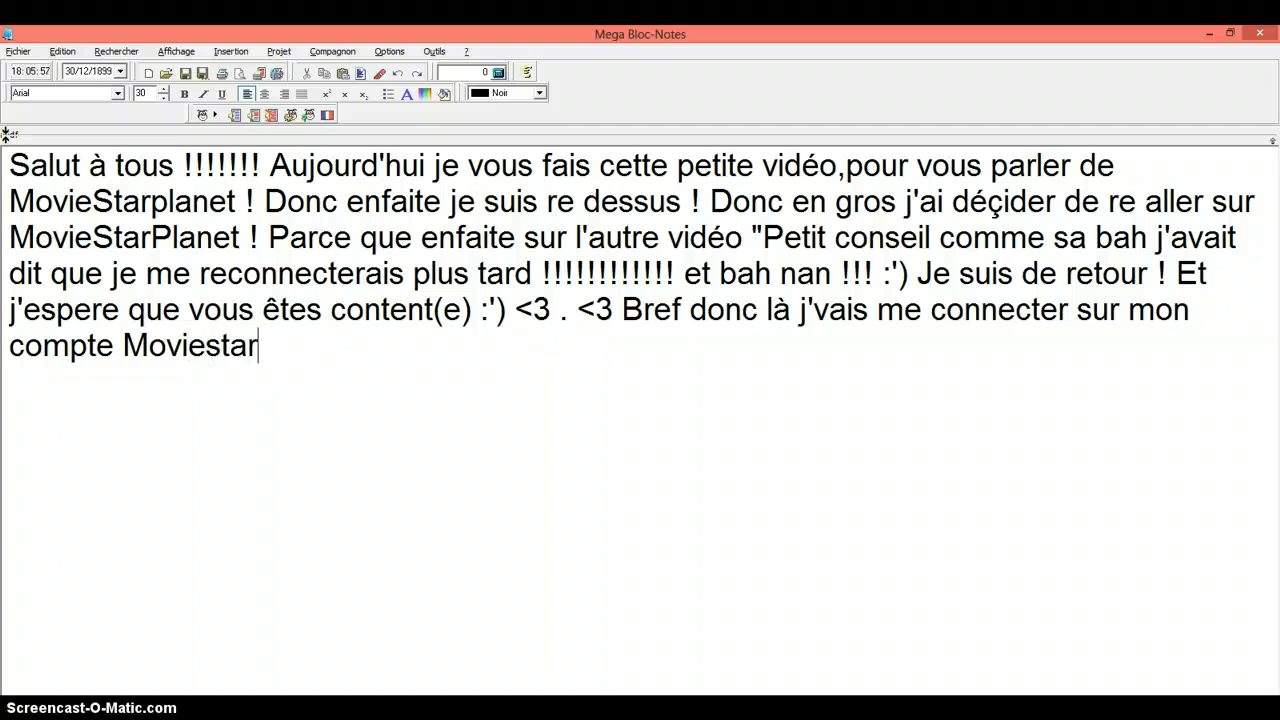 Mega Bloc-Notes
Fichier Edition Rechercher Affichage Insertion Projet Compagnon Options Outils ?
18:05:57 30/12/1899 0
Arial 30 B I U Noir
Salut à tous !!!!!!! Aujourd'hui je vous fais cette petite vidéo,pour vous parler de
MovieStarplanet ! Donc enfaite je suis re dessus ! Donc en gros j'ai déçider de re aller sur
MovieStarPlanet ! Parce que enfaite sur l'autre vidéo "Petit conseil comme sa bah j'avait
dit que je me reconnecterais plus tard !!!!!!!!!!!! et bah nan !!! :') Je suis de retour ! Et
j'espere que vous êtes content(e) :') <3 . <3 Bref donc là j'vais me connecter sur mon
compte Moviestar
Screencast-O-Matic.com